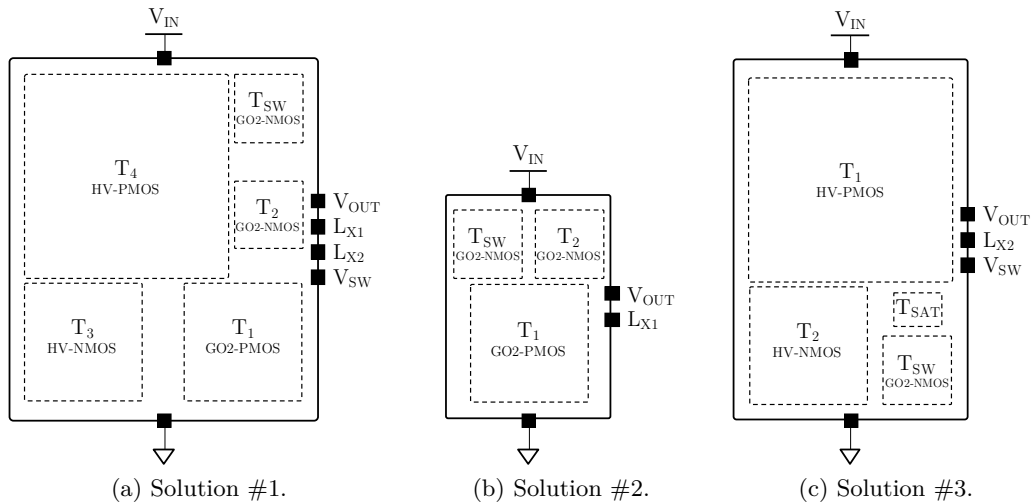 V_IN
T_4
HV-PMOS
T_SW
GO2-NMOS
T_2
GO2-NMOS
V_OUT
L_X1
L_X2
V_SW
T_3
HV-NMOS
T_1
GO2-PMOS
(a) Solution #1.
V_IN
T_SW
GO2-NMOS
T_2
GO2-NMOS
T_1
GO2-PMOS
V_OUT
L_X1
(b) Solution #2.
V_IN
T_1
HV-PMOS
V_OUT
L_X2
V_SW
T_2
HV-NMOS
T_SAT
T_SW
GO2-NMOS
(c) Solution #3.